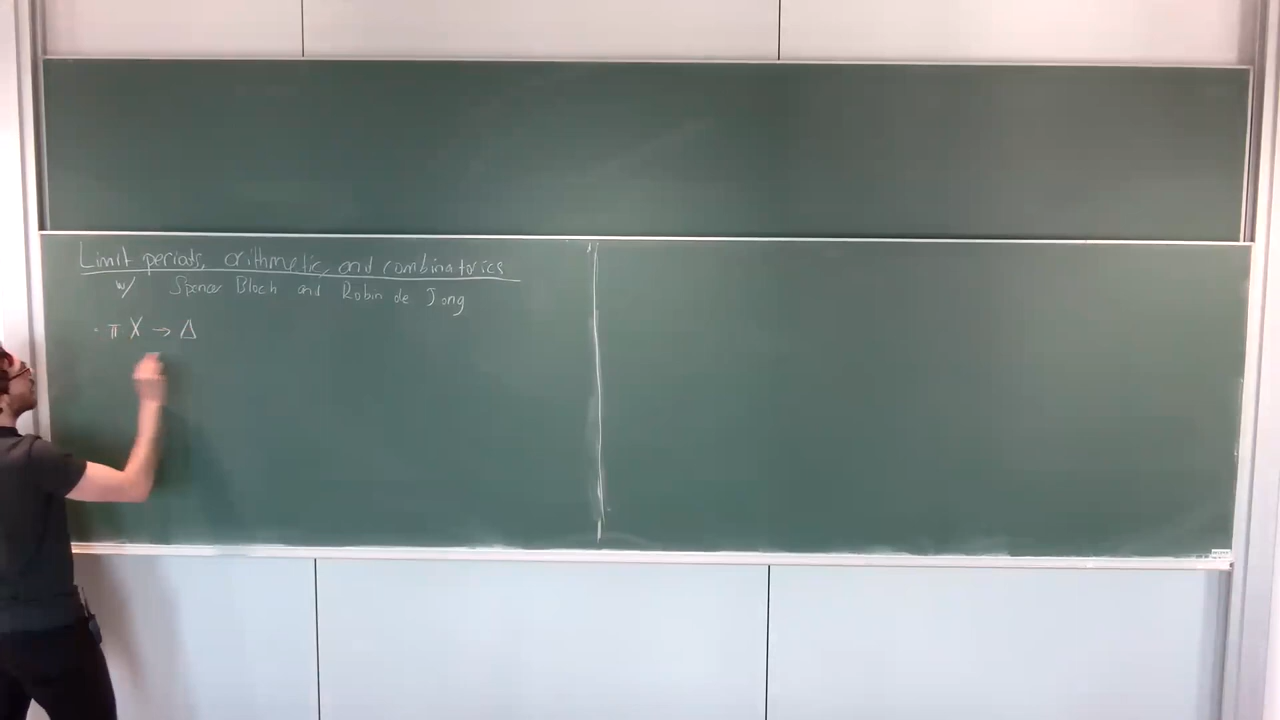 Limit periods, arithmetic, and combinatorics
w/ Spencer Bloch and Robin de Jong
· π X → Δ